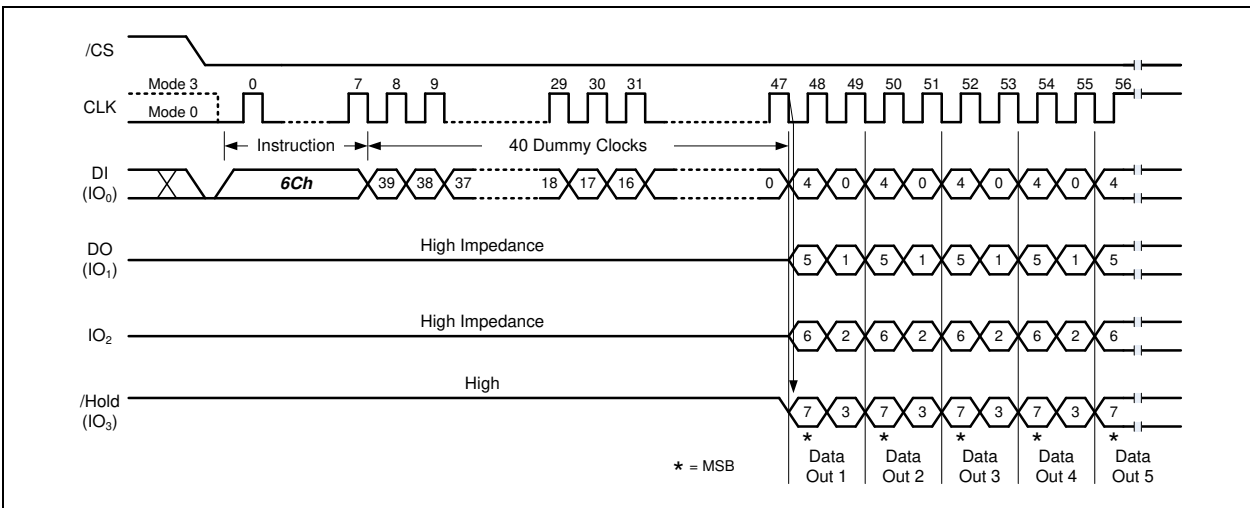 /CS
Mode 3 0 7 8 9 29 30 31 47 48 49 50 51 52 53 54 55 56
CLK
Mode 0
Instruction 40 Dummy Clocks
DI
(IO0) 6Ch 39 38 37 18 17 16 0 4 0 4 0 4 0 4 0 4
High Impedance
DO
(IO1) 5 1 5 1 5 1 5 1 5
High Impedance
IO2 6 2 6 2 6 2 6 2 6
High
/Hold
(IO3) 7 3 7 3 7 3 7 3 7
* * * * *
* = MSB
Data Data Data Data Data
Out 1 Out 2 Out 3 Out 4 Out 5